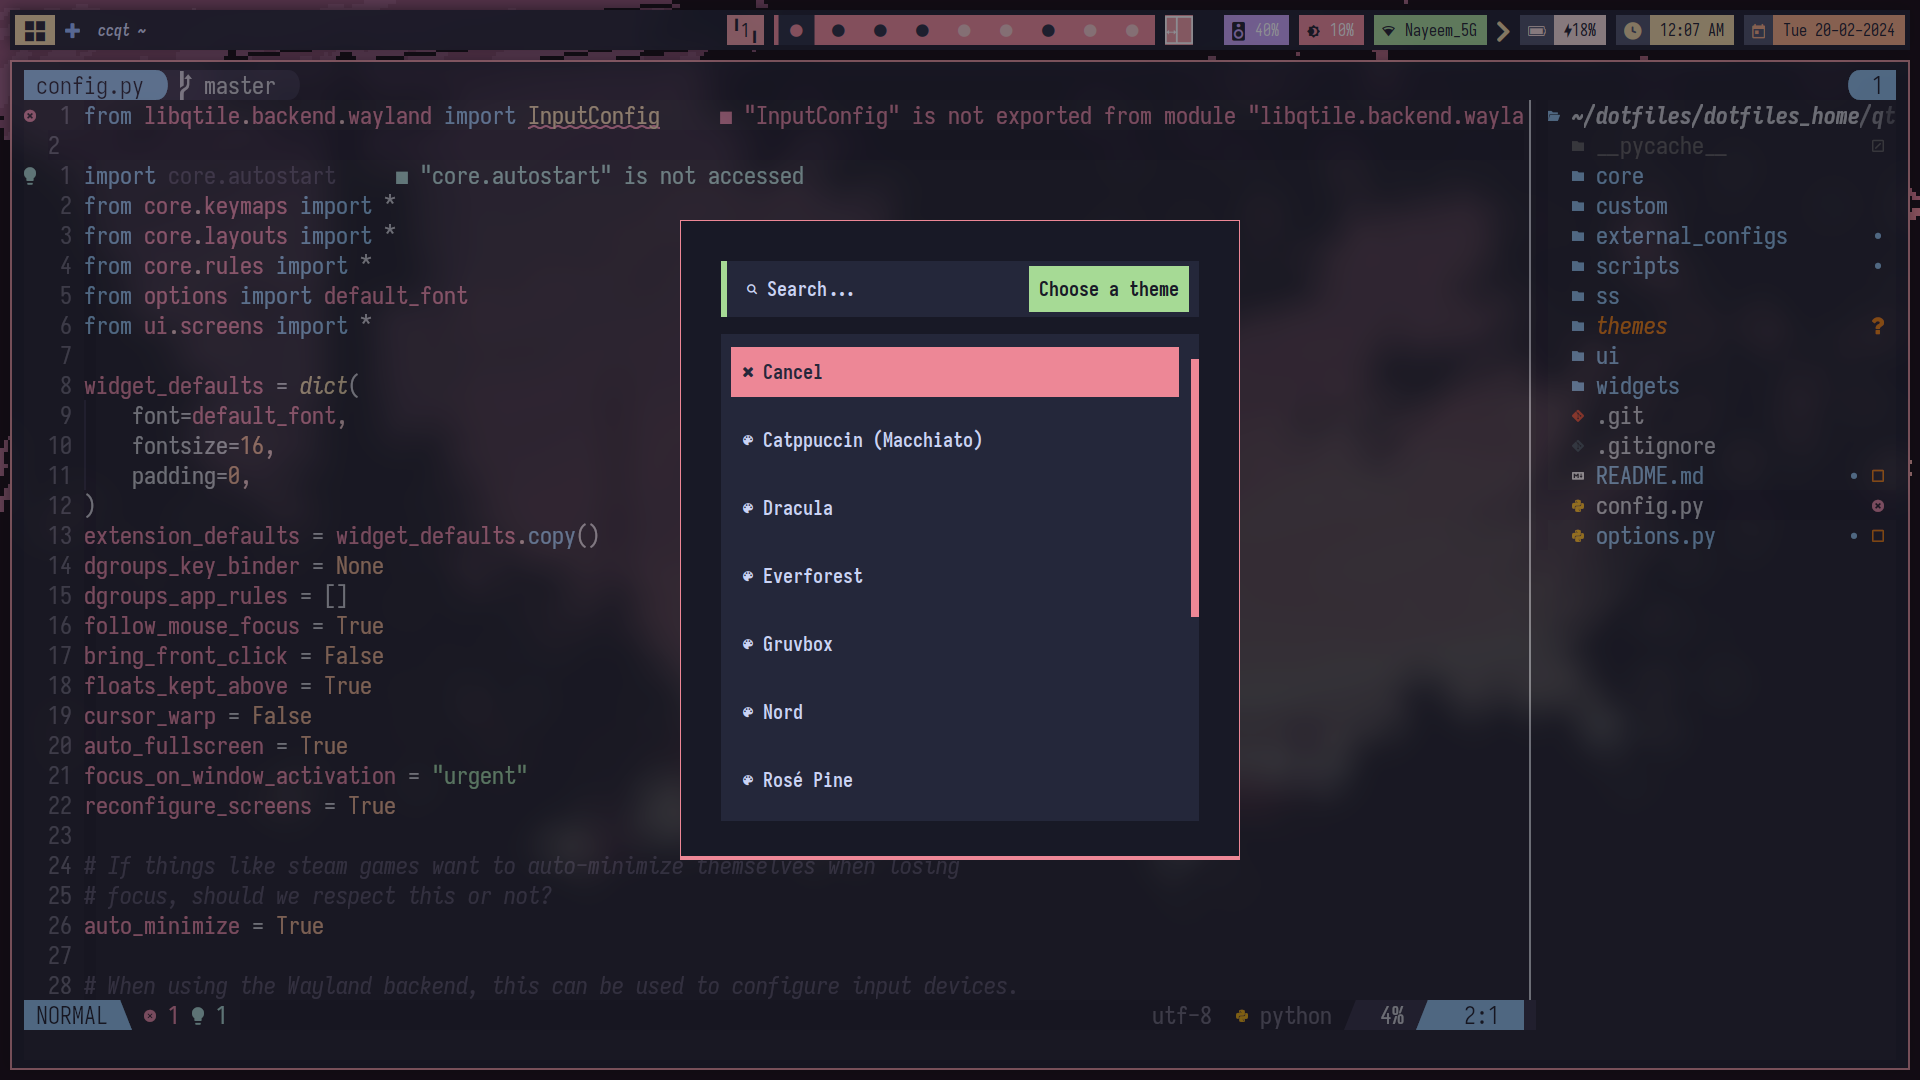 ccqt ~
1
40%
10%
Nayeem_5G
18%
12:07 AM
Tue 20-02-2024
config.py
master
1
1 from libqtile.backend.wayland import InputConfig ■ "InputConfig" is not exported from module "libqtile.backend.wayla
2
1 import core.autostart ■ "core.autostart" is not accessed
2 from core.keymaps import *
3 from core.layouts import *
4 from core.rules import *
5 from options import default_font
6 from ui.screens import *
7
8 widget_defaults = dict(
9 font=default_font,
10 fontsize=16,
11 padding=0,
12 )
13 extension_defaults = widget_defaults.copy()
14 dgroups_key_binder = None
15 dgroups_app_rules = []
16 follow_mouse_focus = True
17 bring_front_click = False
18 floats_kept_above = True
19 cursor_warp = False
20 auto_fullscreen = True
21 focus_on_window_activation = "urgent"
22 reconfigure_screens = True
23
24 # If things like steam games want to auto-minimize themselves when losing
25 # focus, should we respect this or not?
26 auto_minimize = True
27
28 # When using the Wayland backend, this can be used to configure input devices.
NORMAL 1 1
utf-8 python 4% 2:1
Search...
Choose a theme
Cancel
Catppuccin (Macchiato)
Dracula
Everforest
Gruvbox
Nord
Rosé Pine
~/dotfiles/dotfiles_home/qt
__pycache__
core
custom
external_configs
scripts
ss
themes ?
ui
widgets
.git
.gitignore
README.md
config.py
options.py